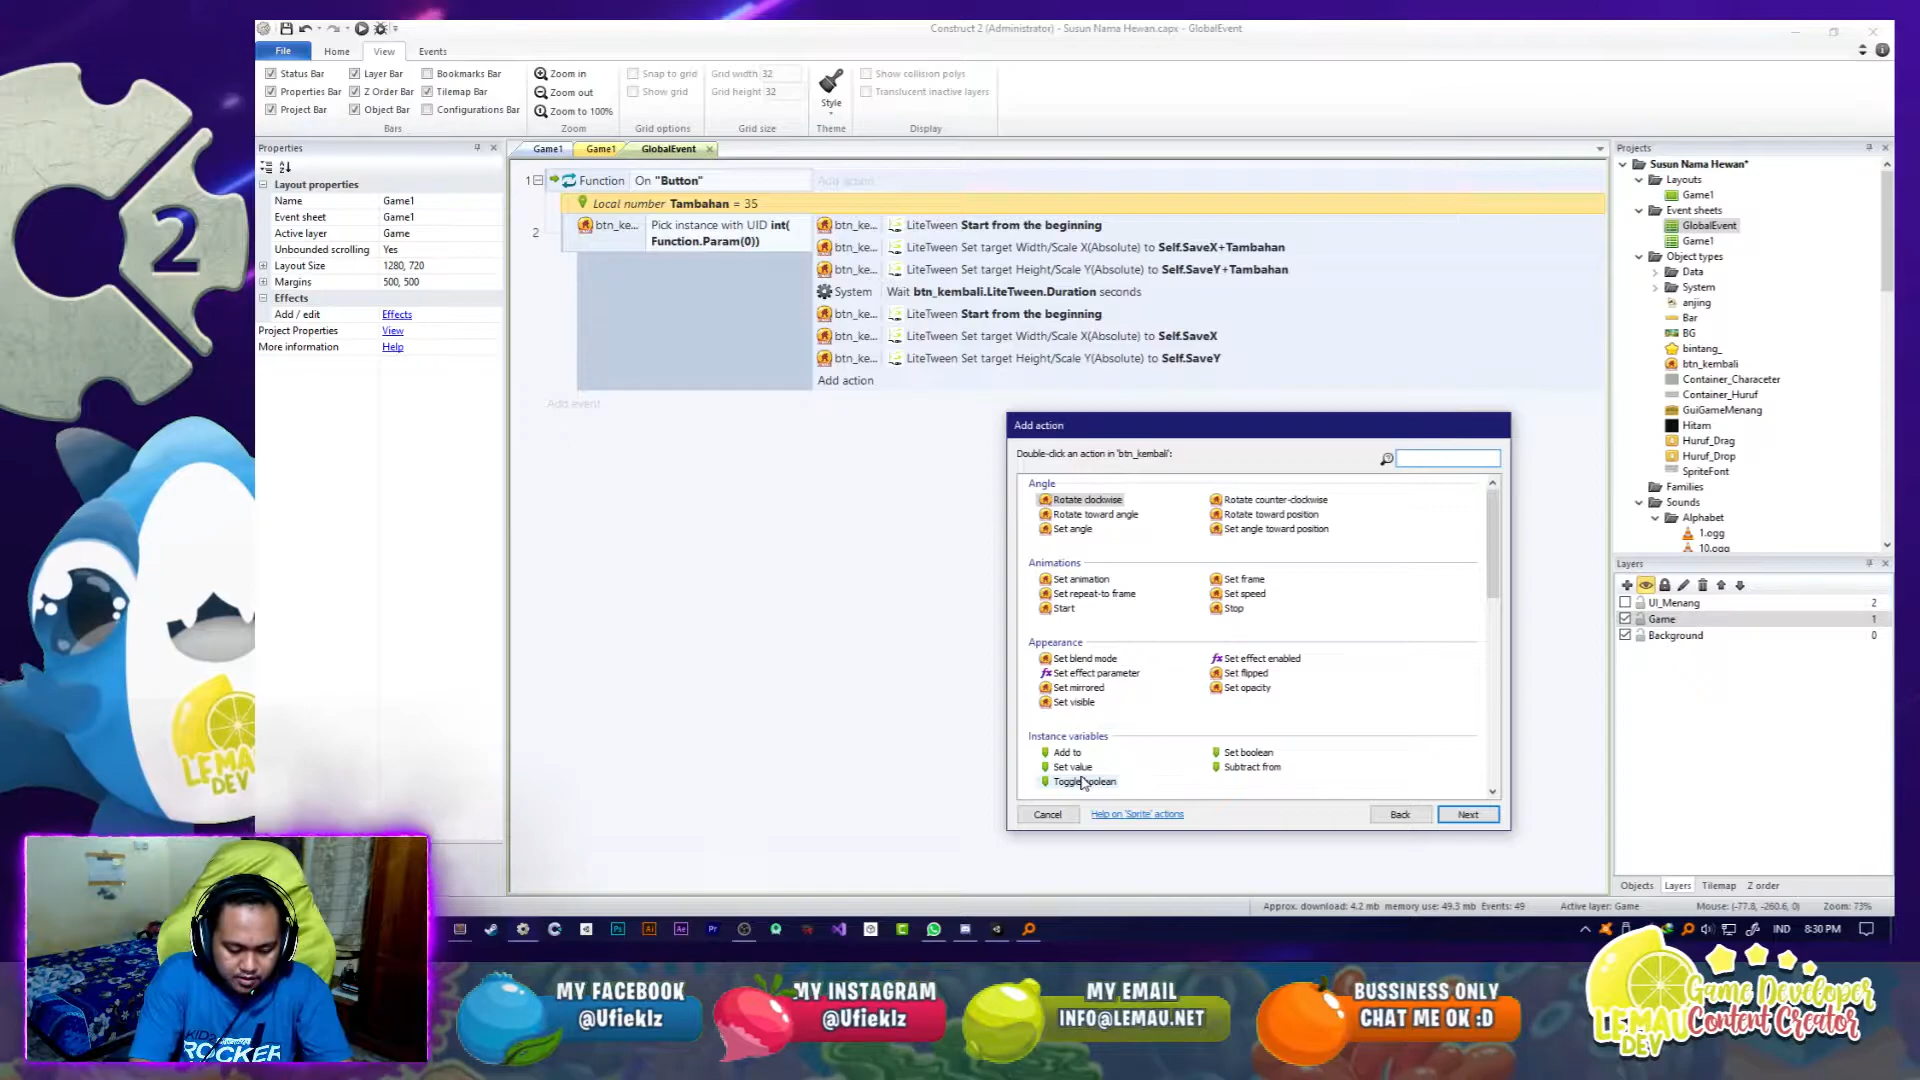 Construct 2 (Administrator) - Susun Nama Hewan.capx - GlobalEvent
File Home View Events
Status Bar Layer Bar Bookmarks Bar
Properties Bar Z Order Bar Tilemap Bar
Project Bar Object Bar Configurations Bar
Bars
Zoom in
Zoom out
Zoom to 100%
Zoom
Snap to grid
Show grid
Grid options
Grid width 32
Grid height 32
Grid size
Style
Theme
Show collision polys
Translucent inactive layers
Display
Properties
Layout properties
Name Game1
Event sheet Game1
Active layer Game
Unbounded scrolling Yes
Layout Size 1280, 720
Margins 500, 500
Effects
Add / edit Effects
Project Properties View
More information Help
Game1 Game1 GlobalEvent
1 Function On "Button" Add action
Local number Tambahan = 35
2 btn_ke... Pick instance with UID int(
Function.Param(0))
btn_ke... LiteTween Start from the beginning
btn_ke... LiteTween Set target Width/Scale X(Absolute) to Self.SaveX+Tambahan
btn_ke... LiteTween Set target Height/Scale Y(Absolute) to Self.SaveY+Tambahan
System Wait btn_kembali.LiteTween.Duration seconds
btn_ke... LiteTween Start from the beginning
btn_ke... LiteTween Set target Width/Scale X(Absolute) to Self.SaveX
btn_ke... LiteTween Set target Height/Scale Y(Absolute) to Self.SaveY
Add action
Add event
Add action
Double-click an action in 'btn_kembali':
Angle
Rotate clockwise Rotate counter-clockwise
Rotate toward angle Rotate toward position
Set angle Set angle toward position
Animations
Set animation Set frame
Set repeat-to frame Set speed
Start Stop
Appearance
Set blend mode Set effect enabled
Set effect parameter Set flipped
Set mirrored Set opacity
Set visible
Instance variables
Add to Set boolean
Set value Subtract from
Toggle boolean
Cancel Help on 'Sprite' actions Back Next
Projects
Susun Nama Hewan*
Layouts
Game1
Event sheets
GlobalEvent
Game1
Object types
Data
System
anjing
Bar
BG
bintang_
btn_kembali
Container_Characeter
Container_Huruf
GuiGameMenang
Hitam
Huruf_Drag
Huruf_Drop
SpriteFont
Families
Sounds
Alphabet
1.ogg
10.ogg
Layers
UI_Menang 2
Game 1
Background 0
Objects Layers Tilemap Z order
Approx. download: 4.2 mb memory use: 49.3 mb Events: 49 Active layer: Game Mouse: (-77.8, -260.6, 0) Zoom: 73%
IND 8:30 PM
2
LEMAU
DEV
ROCKER
MY FACEBOOK
@Ufieklz
MY INSTAGRAM
@Ufieklz
MY EMAIL
INFO@LEMAU.NET
BUSSINESS ONLY
CHAT ME OK :D
LEMAU
DEV
Game Developer
Content Creator